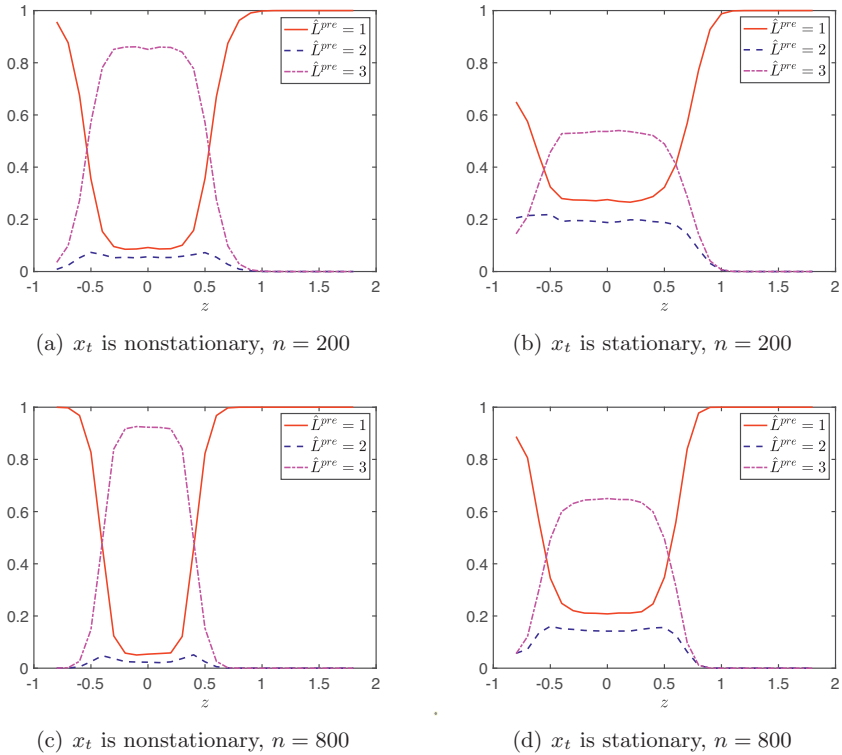 1
0.8
0.6
0.4
0.2
0
-1 -0.5 0 0.5 1 1.5 2
z
L̂^{pre} = 1
L̂^{pre} = 2
L̂^{pre} = 3
(a) x_t is nonstationary, n = 200
1
0.8
0.6
0.4
0.2
0
-1 -0.5 0 0.5 1 1.5 2
z
L̂^{pre} = 1
L̂^{pre} = 2
L̂^{pre} = 3
(b) x_t is stationary, n = 200
1
0.8
0.6
0.4
0.2
0
-1 -0.5 0 0.5 1 1.5 2
z
L̂^{pre} = 1
L̂^{pre} = 2
L̂^{pre} = 3
(c) x_t is nonstationary, n = 800
1
0.8
0.6
0.4
0.2
0
-1 -0.5 0 0.5 1 1.5 2
z
L̂^{pre} = 1
L̂^{pre} = 2
L̂^{pre} = 3
(d) x_t is stationary, n = 800